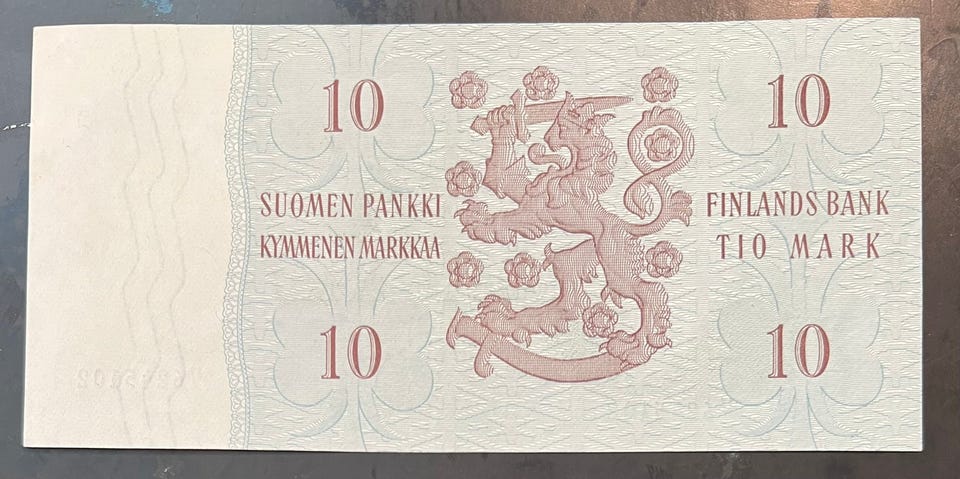 10 10
SUOMEN PANKKI FINLANDS BANK
KYMMENEN MARKKAA TIO MARK
10 10